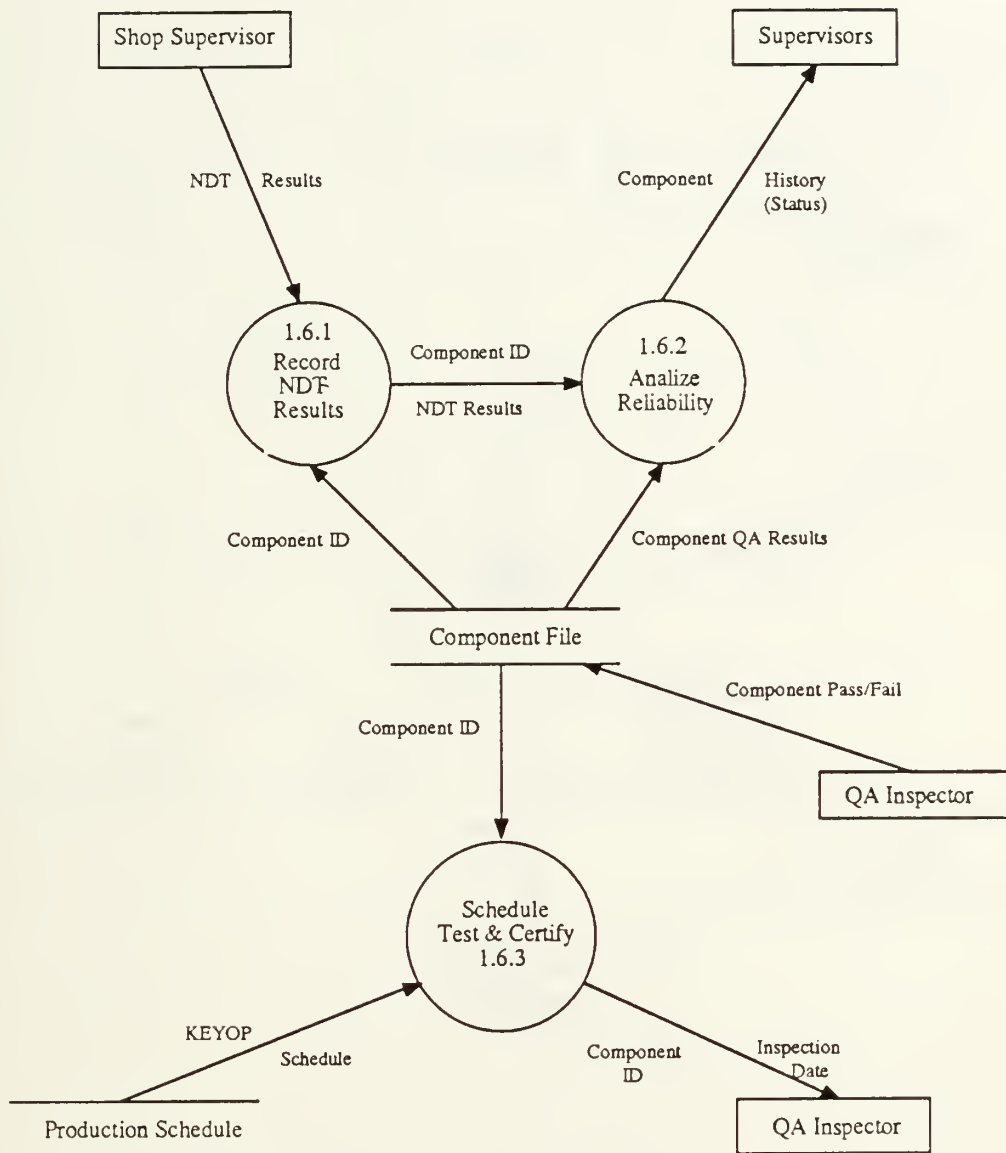 Shop Supervisor
Supervisors
NDT Results
Component History
(Status)
1.6.1
Record
NDT
Results
Component ID
NDT Results
1.6.2
Analize
Reliability
Component ID
Component QA Results
Component File
Component ID
Component Pass/Fail
QA Inspector
Schedule
Test & Certify
1.6.3
KEYOP
Schedule
Component
ID
Inspection
Date
Production Schedule
QA Inspector